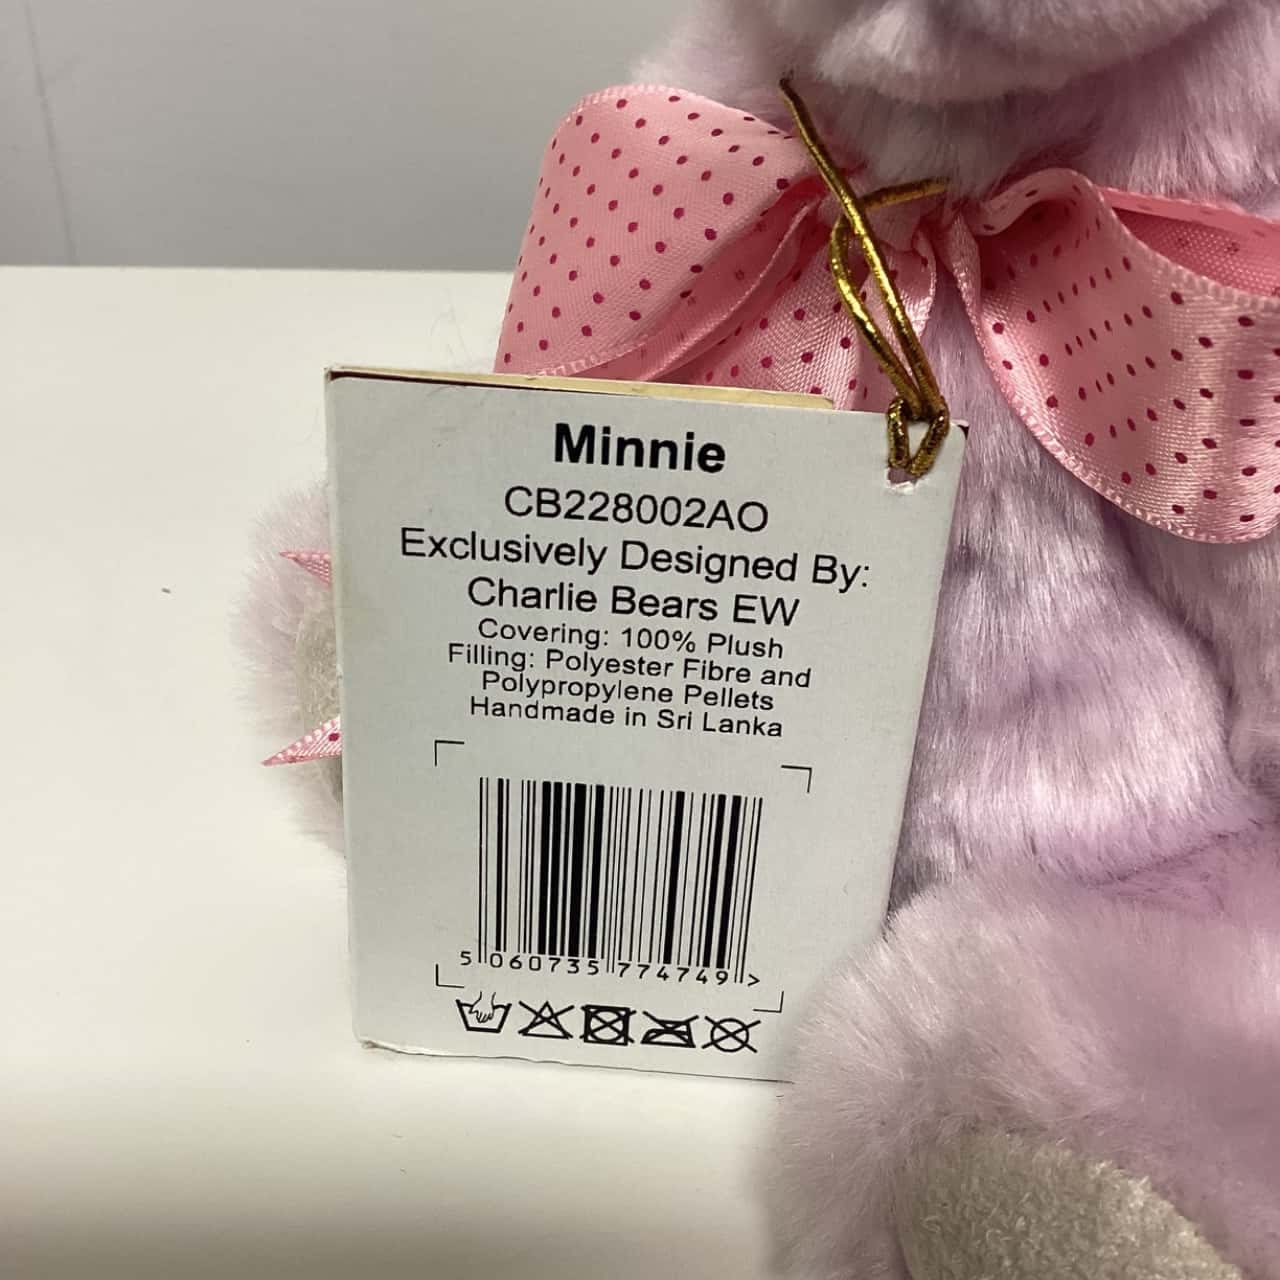 Minnie
CB228002AO
Exclusively Designed By:
Charlie Bears EW
Covering: 100% Plush
Filling: Polyester Fibre and
Polypropylene Pellets
Handmade in Sri Lanka
5 060735 774749 >